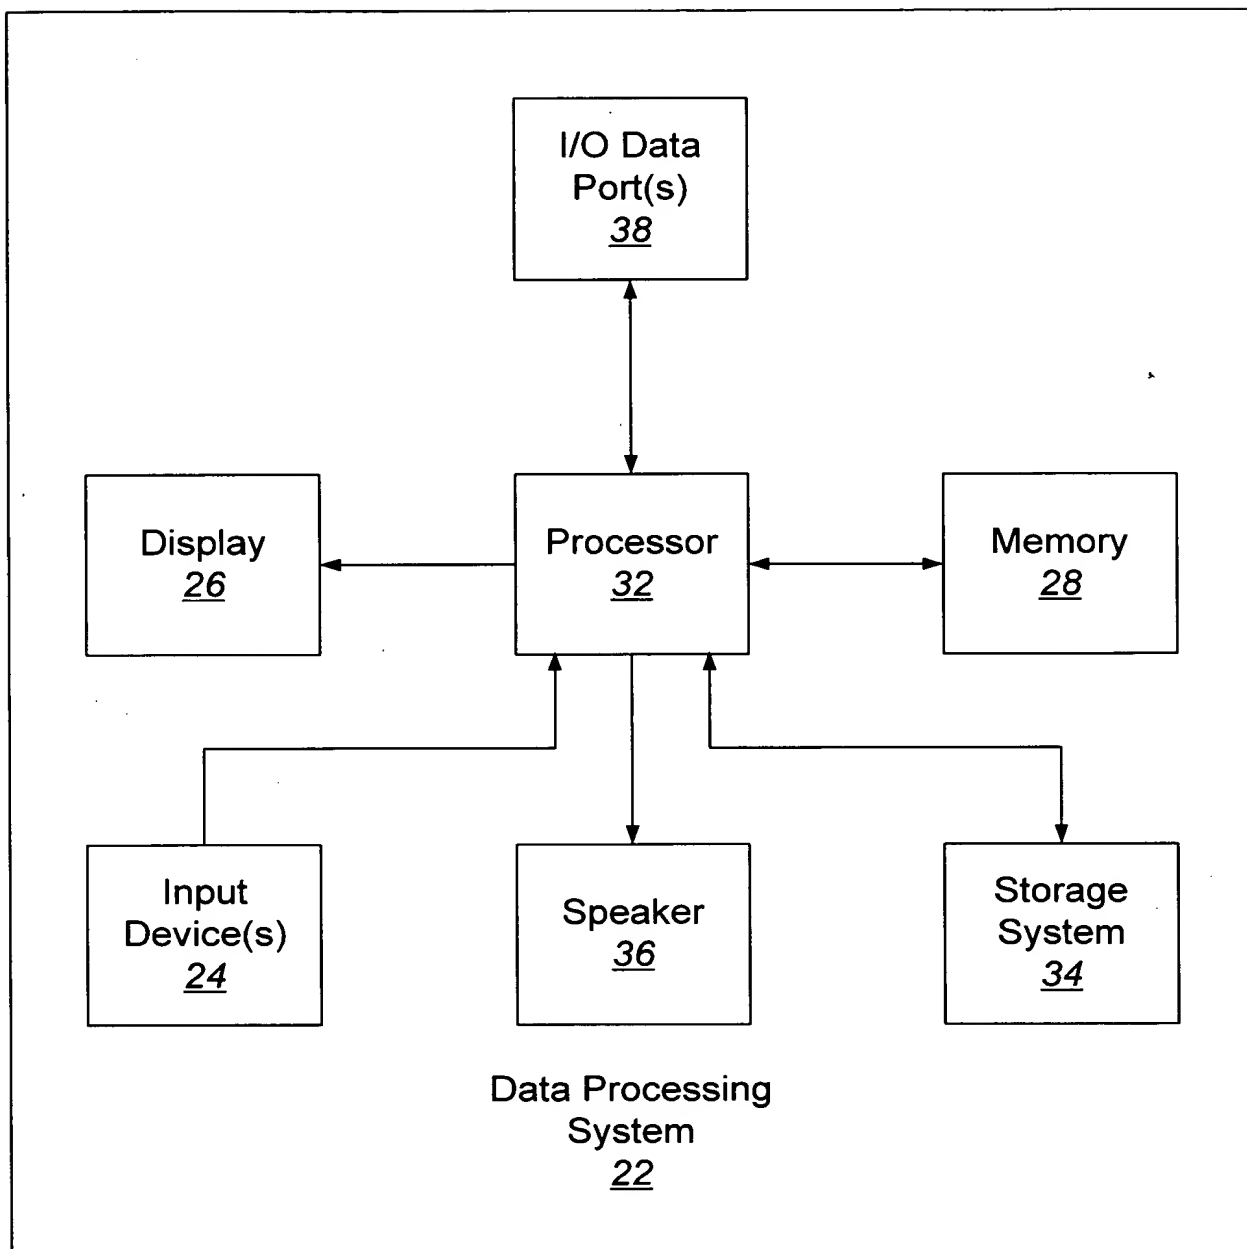 I/O Data
Port(s)
38
Display
26
Processor
32
Memory
28
Input
Device(s)
24
Speaker
36
Storage
System
34
Data Processing
System
22